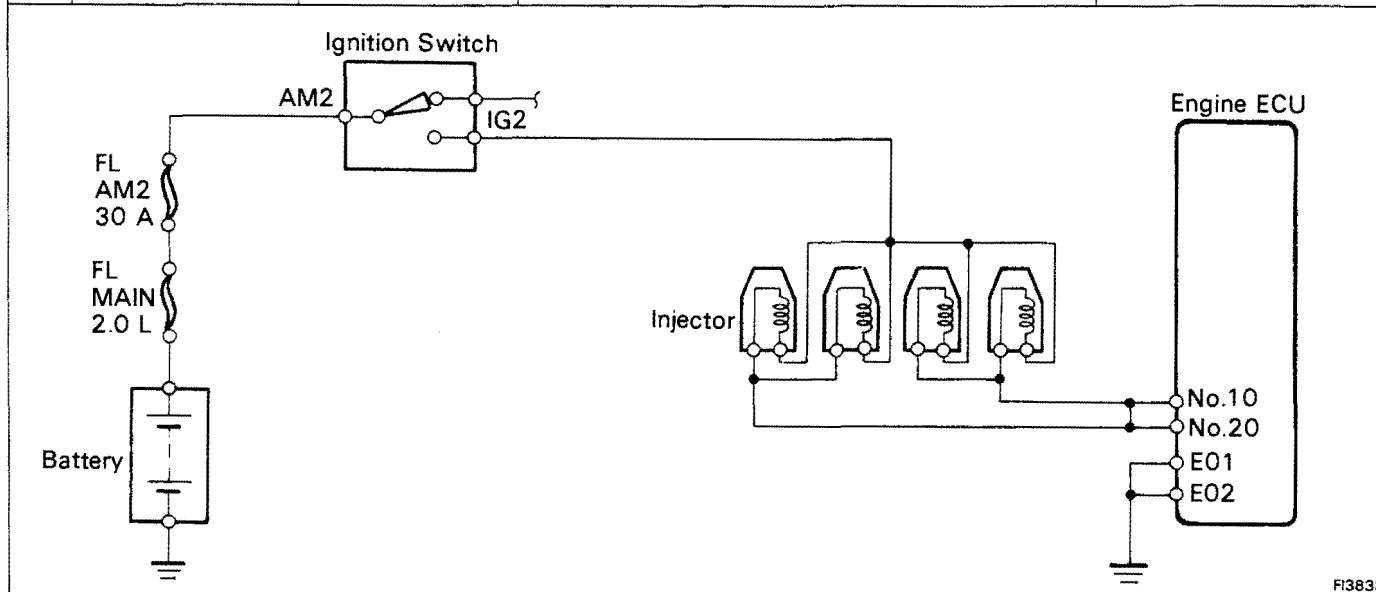 Ignition Switch
AM2
IG2
Engine ECU
FL
AM2
30 A
FL
MAIN
2.0 L
Injector
No.10
No.20
Battery
E01
E02